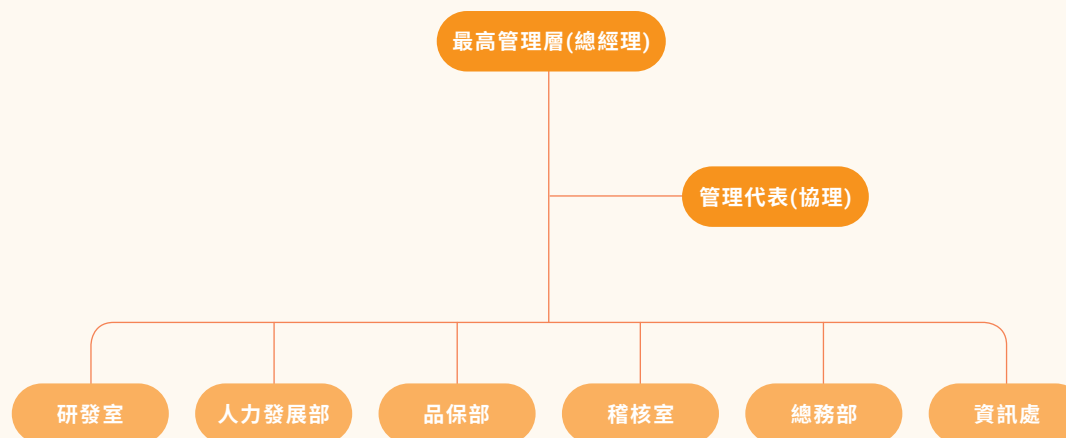 最高管理層(總經理)
管理代表(協理)
研發室
人力發展部
品保部
稽核室
總務部
資訊處